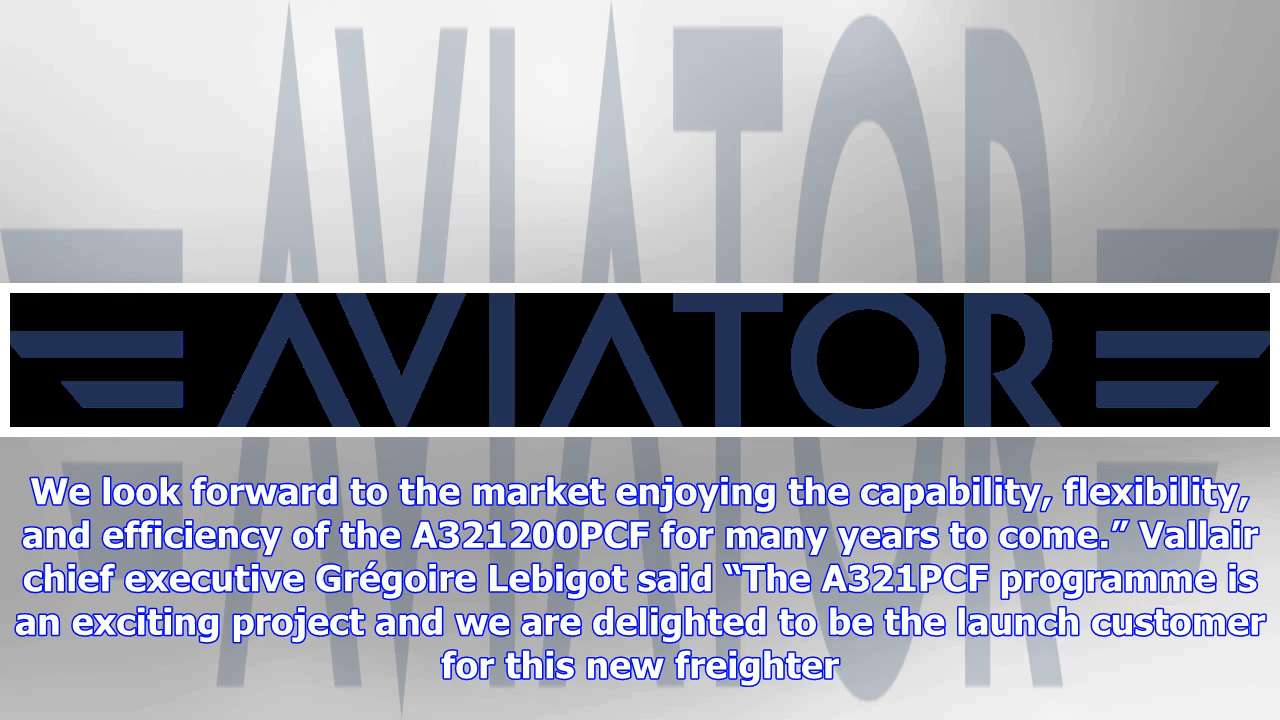 AVIATOR
AVIATOR
We look forward to the market enjoying the capability, flexibility,
and efficiency of the A321200PCF for many years to come.” Vallair
chief executive Grégoire Lebigot said “The A321PCF programme is
an exciting project and we are delighted to be the launch customer
for this new freighter